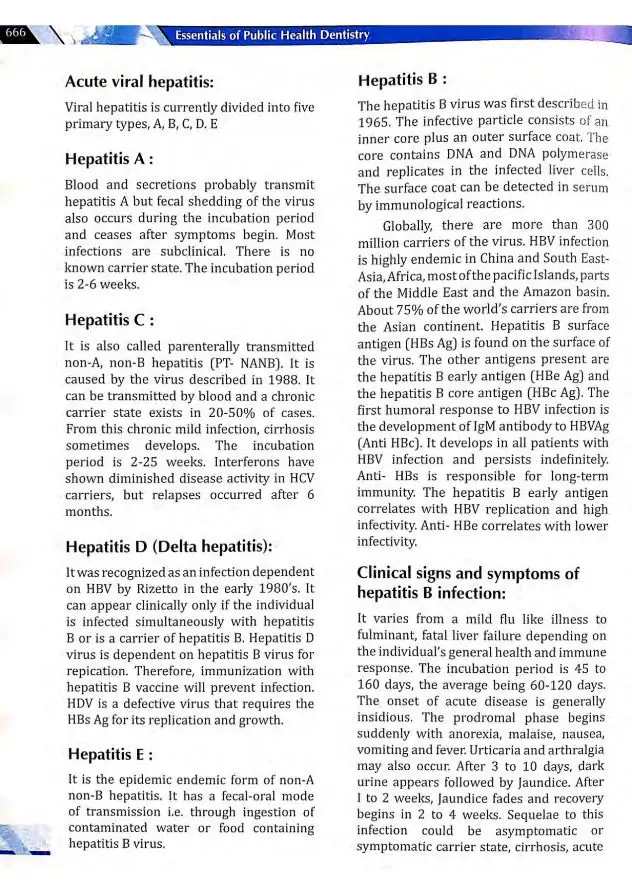 666
Essentials of Public Health Dentistry
Acute viral hepatitis:
Viral hepatitis is currently divided into five
primary types, A, B, C, D. E
Hepatitis A :
Blood and secretions probably transmit
hepatitis A but fecal shedding of the virus
also occurs during the incubation period
and ceases after symptoms begin. Most
infections are subclinical. There is no
known carrier state. The incubation period
is 2-6 weeks.
Hepatitis C :
It is also called parenterally transmitted
non-A, non-B hepatitis (PT- NANB). It is
caused by the virus described in 1988. It
can be transmitted by blood and a chronic
carrier state exists in 20-50% of cases.
From this chronic mild infection, cirrhosis
sometimes develops. The incubation
period is 2-25 weeks. Interferons have
shown diminished disease activity in HCV
carriers, but relapses occurred after 6
months.
Hepatitis D (Delta hepatitis):
It was recognized as an infection dependent
on HBV by Rizetto in the early 1980's. It
can appear clinically only if the individual
is infected simultaneously with hepatitis
B or is a carrier of hepatitis B. Hepatitis D
virus is dependent on hepatitis B virus for
repication. Therefore, immunization with
hepatitis B vaccine will prevent infection.
HDV is a defective virus that requires the
HBs Ag for its replication and growth.
Hepatitis E :
It is the epidemic endemic form of non-A
non-B hepatitis. It has a fecal-oral mode
of transmission i.e. through ingestion of
contaminated water or food containing
hepatitis B virus.
Hepatitis B :
The hepatitis B virus was first described in
1965. The infective particle consists of an
inner core plus an outer surface coat. The
core contains DNA and DNA polymerase
and replicates in the infected liver cells.
The surface coat can be detected in serum
by immunological reactions.
Globally, there are more than 300
million carriers of the virus. HBV infection
is highly endemic in China and South East-
Asia, Africa, most of the pacific Islands, parts
of the Middle East and the Amazon basin.
About 75% of the world's carriers are from
the Asian continent. Hepatitis B surface
antigen (HBs Ag) is found on the surface of
the virus. The other antigens present are
the hepatitis B early antigen (HBe Ag) and
the hepatitis B core antigen (HBc Ag). The
first humoral response to HBV infection is
the development of IgM antibody to HBVAg
(Anti HBc). It develops in all patients with
HBV infection and persists indefinitely.
Anti- HBs is responsible for long-term
immunity. The hepatitis B early antigen
correlates with HBV replication and high
infectivity. Anti- HBe correlates with lower
infectivity.
Clinical signs and symptoms of
hepatitis B infection:
It varies from a mild flu like illness to
fulminant, fatal liver failure depending on
the individual's general health and immune
response. The incubation period is 45 to
160 days, the average being 60-120 days.
The onset of acute disease is generally
insidious. The prodromal phase begins
suddenly with anorexia, malaise, nausea,
vomiting and fever. Urticaria and arthralgia
may also occur. After 3 to 10 days, dark
urine appears followed by Jaundice. After
I to 2 weeks, Jaundice fades and recovery
begins in 2 to 4 weeks. Sequelae to this
infection could be asymptomatic or
symptomatic carrier state, cirrhosis, acute